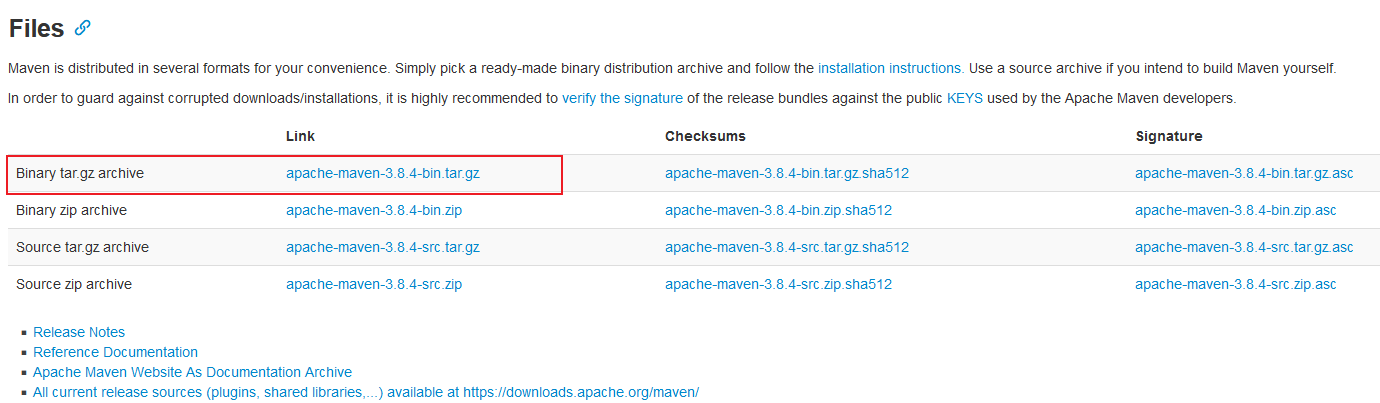 Files
Maven is distributed in several formats for your convenience. Simply pick a ready-made binary distribution archive and follow the installation instructions. Use a source archive if you intend to build Maven yourself.
In order to guard against corrupted downloads/installations, it is highly recommended to verify the signature of the release bundles against the public KEYS used by the Apache Maven developers.
Link Checksums Signature
Binary tar.gz archive apache-maven-3.8.4-bin.tar.gz apache-maven-3.8.4-bin.tar.gz.sha512 apache-maven-3.8.4-bin.tar.gz.asc
Binary zip archive apache-maven-3.8.4-bin.zip apache-maven-3.8.4-bin.zip.sha512 apache-maven-3.8.4-bin.zip.asc
Source tar.gz archive apache-maven-3.8.4-src.tar.gz apache-maven-3.8.4-src.tar.gz.sha512 apache-maven-3.8.4-src.tar.gz.asc
Source zip archive apache-maven-3.8.4-src.zip apache-maven-3.8.4-src.zip.sha512 apache-maven-3.8.4-src.zip.asc
Release Notes
Reference Documentation
Apache Maven Website As Documentation Archive
All current release sources (plugins, shared libraries,...) available at https://downloads.apache.org/maven/